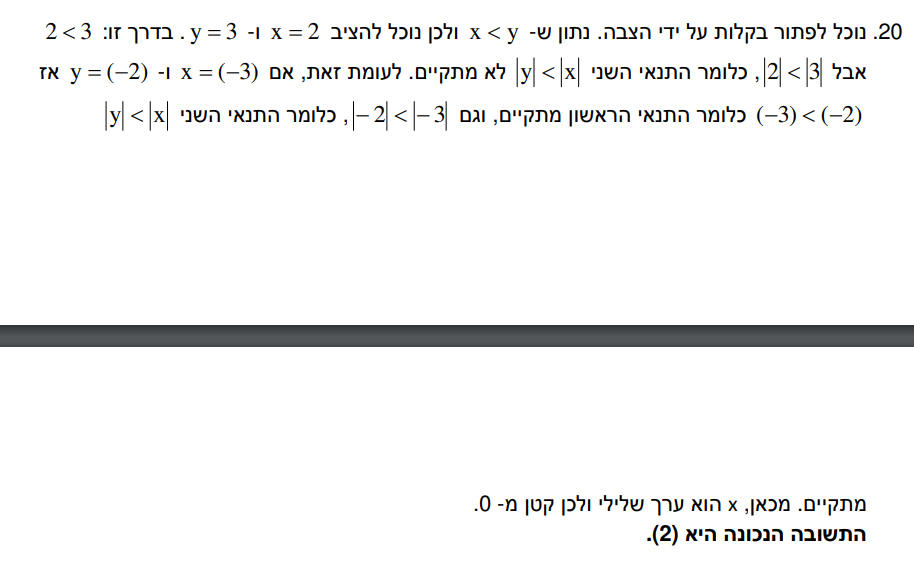 20. נוכל לפתור בקלות על ידי הצבה. נתון ש- x < y ולכן נוכל להציב x = 2 ו- y = 3 . בדרך זו: 2 < 3
אבל |2| < |3| , כלומר התנאי השני |y| < |x| לא מתקיים. לעומת זאת, אם x = (−3) ו- y = (−2) אז
(−3) < (−2) כלומר התנאי הראשון מתקיים, וגם |−2| < |−3| , כלומר התנאי השני |y| < |x|
מתקיים. מכאן, x הוא ערך שלילי ולכן קטן מ- 0.
התשובה הנכונה היא (2).